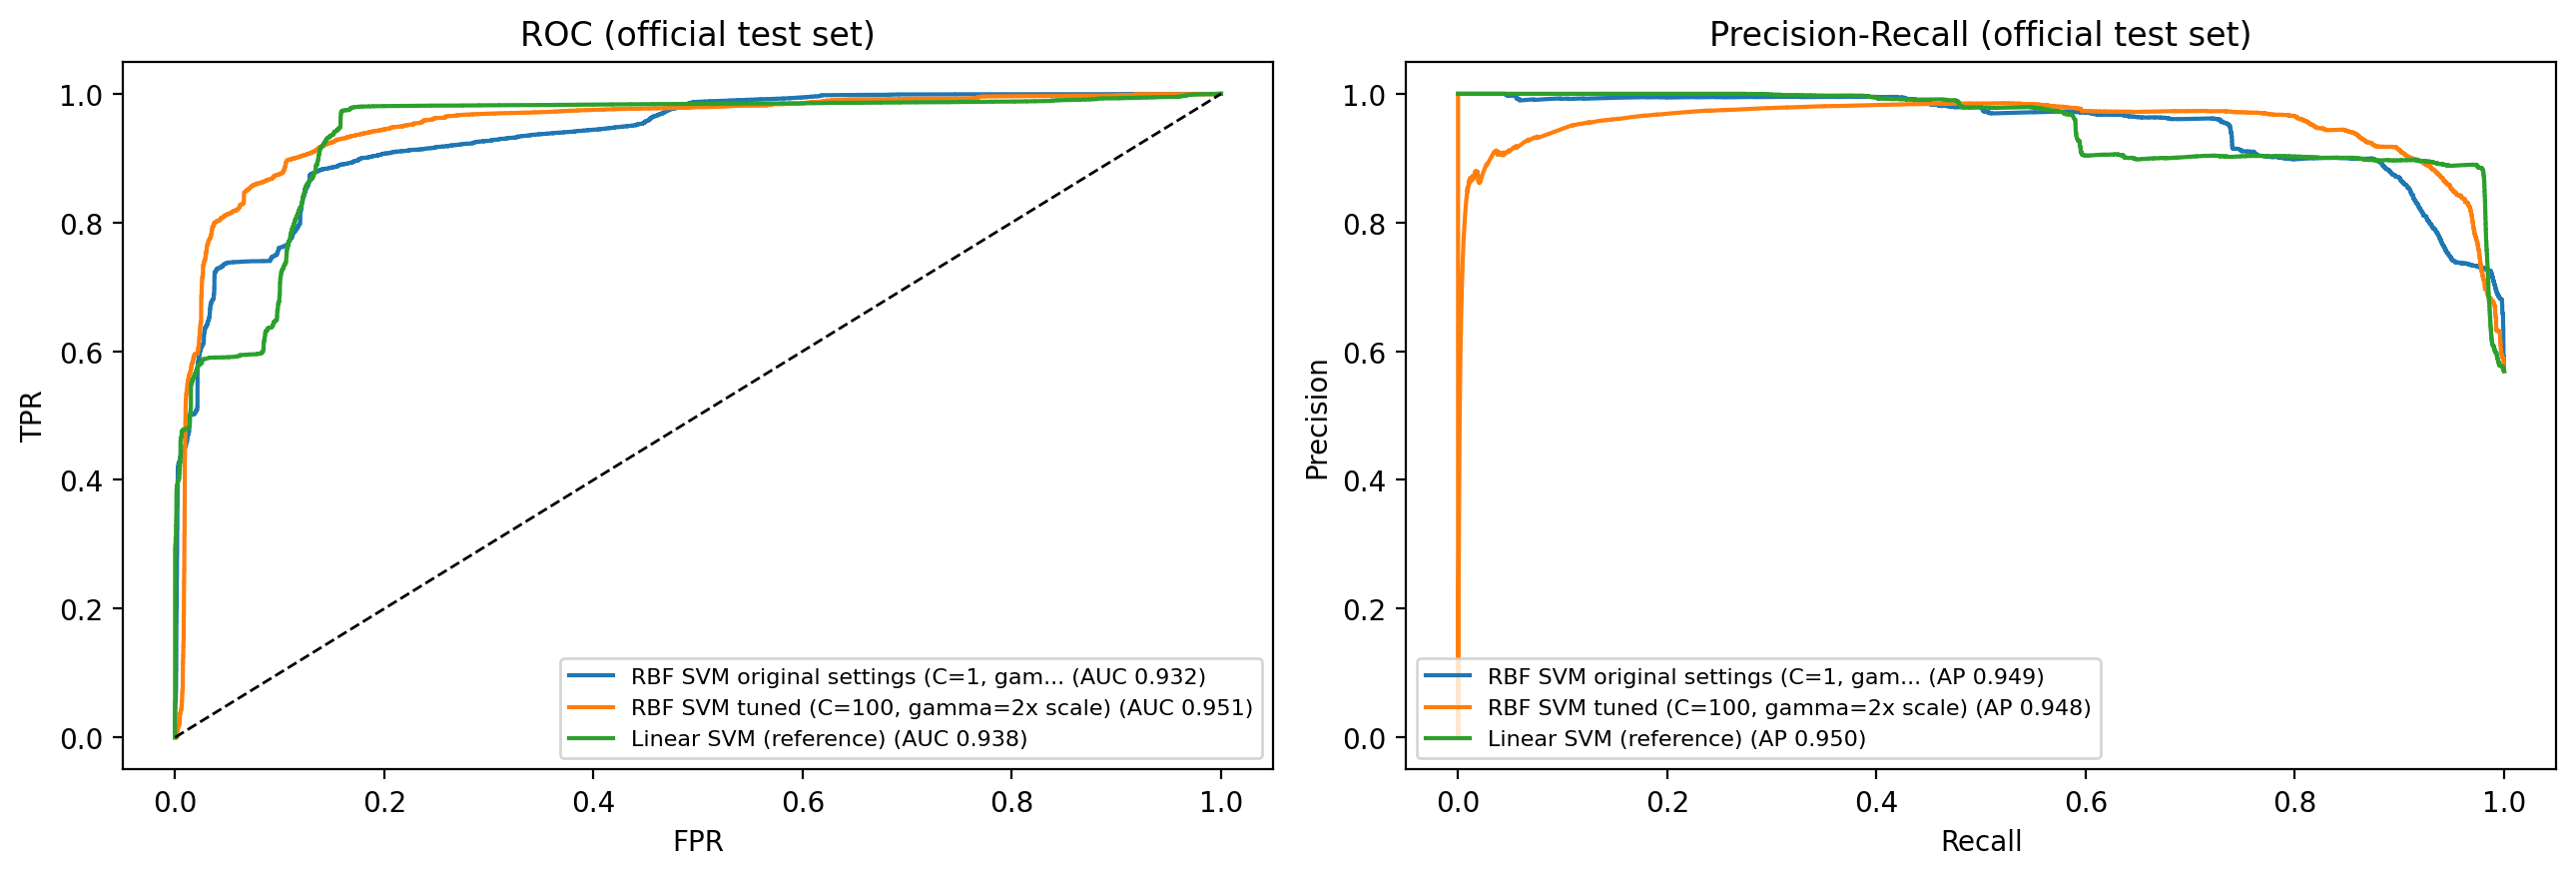 ROC (official test set)
1.0
0.8
0.6
0.4
0.2
0.0
TPR
0.0 0.2 0.4 0.6 0.8 1.0
FPR
RBF SVM original settings (C=1, gam... (AUC 0.932)
RBF SVM tuned (C=100, gamma=2x scale) (AUC 0.951)
Linear SVM (reference) (AUC 0.938)
Precision-Recall (official test set)
1.0
0.8
0.6
0.4
0.2
0.0
Precision
0.0 0.2 0.4 0.6 0.8 1.0
Recall
RBF SVM original settings (C=1, gam... (AP 0.949)
RBF SVM tuned (C=100, gamma=2x scale) (AP 0.948)
Linear SVM (reference) (AP 0.950)